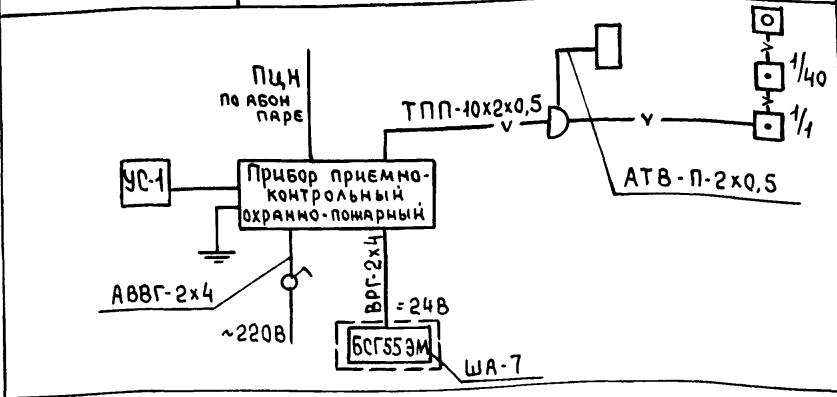 ПЦН
ПО АБОН
ПАРЕ
ТПП-10х2х0,5
V
Y
V
V
1/40
1/1
УС-1
Прибор приемно-
контрольный
охранно-пожарный
АТВ-П-2х0,5
АВВГ-2х4
~220В
ВРГ-2х4
=24В
6СГ55ЭМ
ША-7